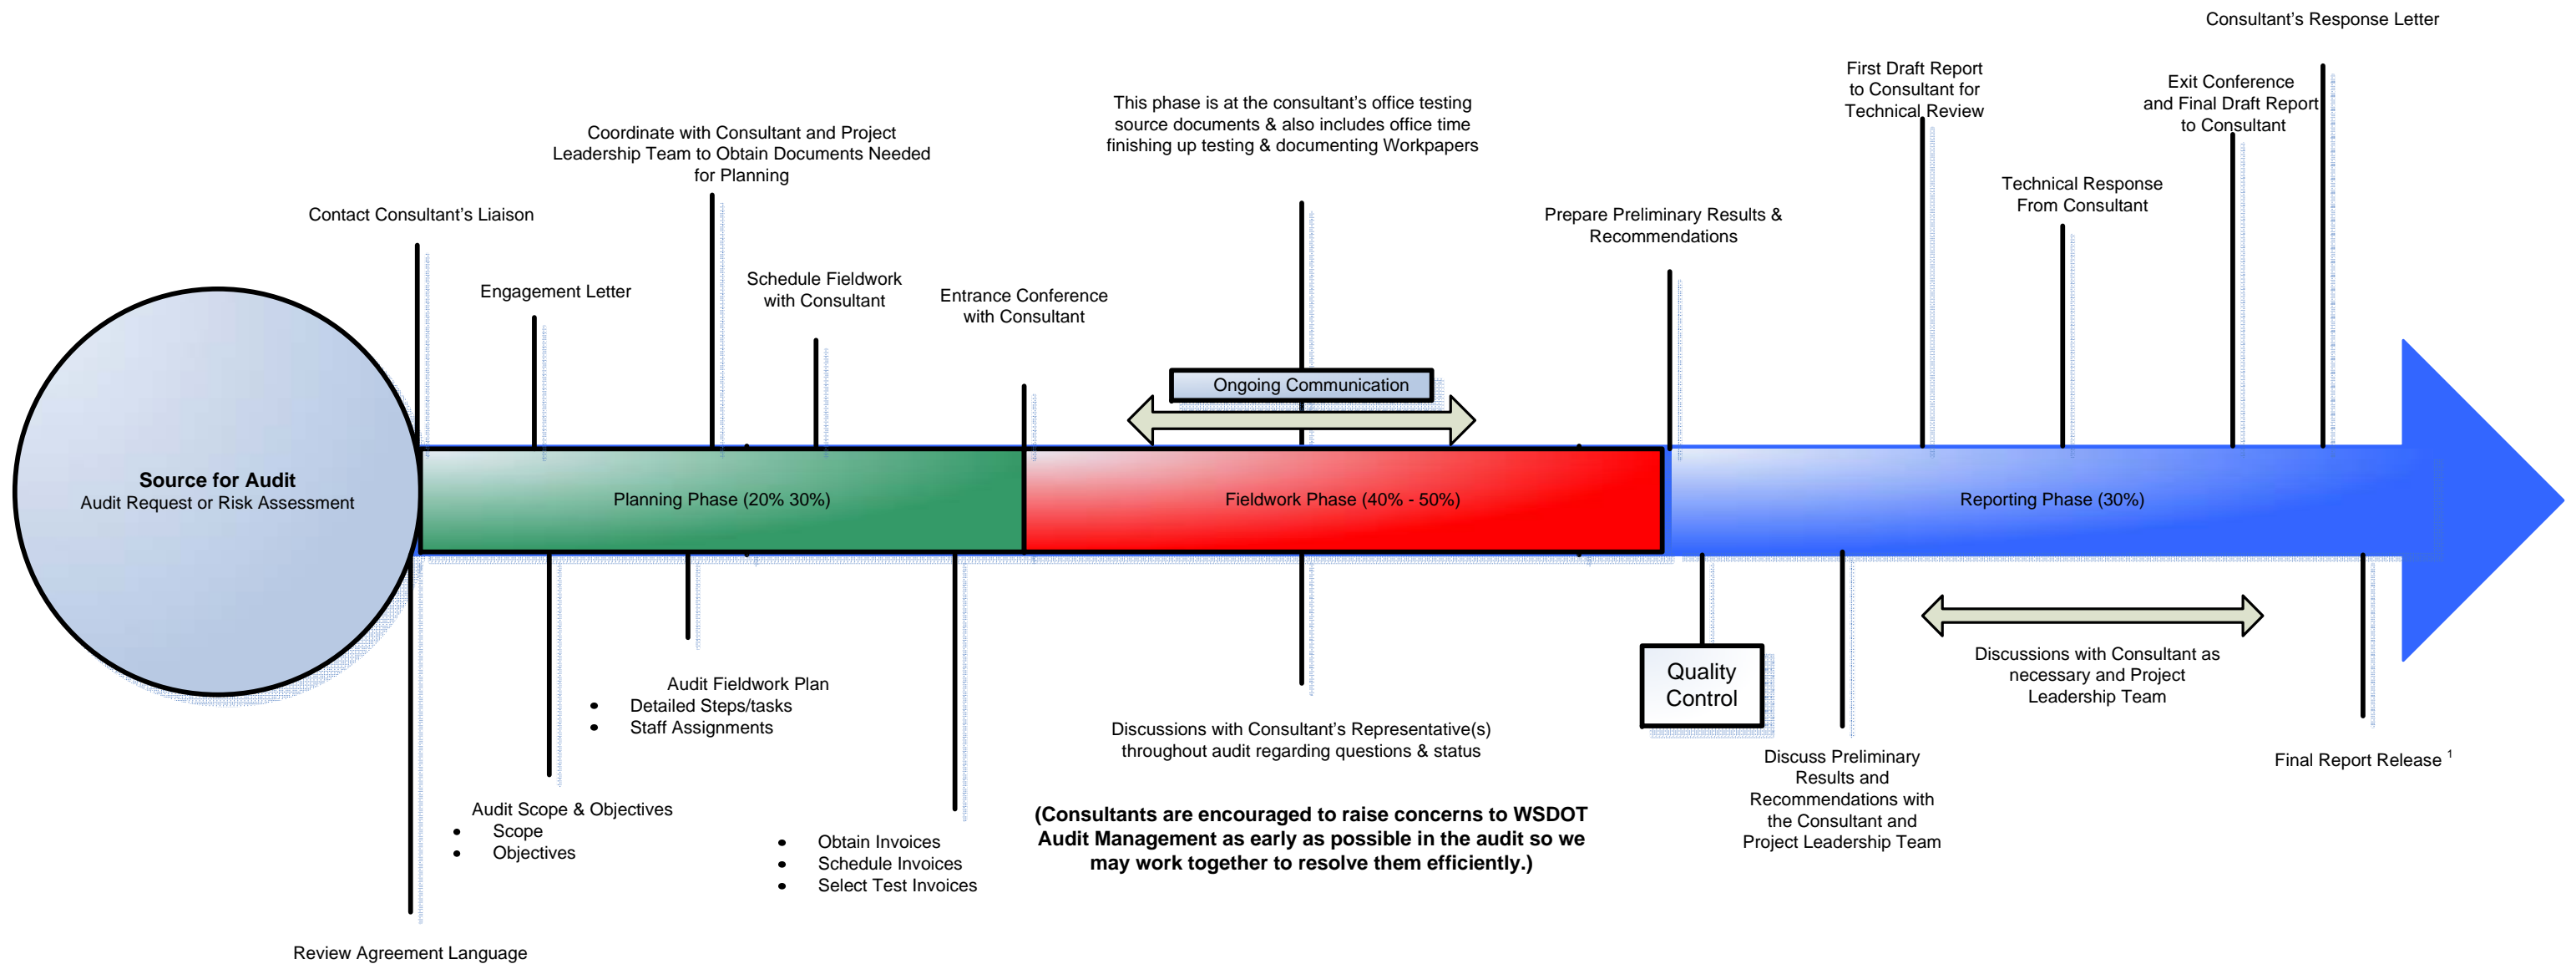 Consultant’s Response Letter
First Draft Report
to Consultant for
Technical Review
Exit Conference
and Final Draft Report
to Consultant
This phase is at the consultant’s office testing
source documents & also includes office time
finishing up testing & documenting Workpapers
Coordinate with Consultant and Project
Leadership Team to Obtain Documents Needed
for Planning
Technical Response
From Consultant
Contact Consultant’s Liaison
Prepare Preliminary Results &
Recommendations
Engagement Letter
Schedule Fieldwork
with Consultant
Entrance Conference
with Consultant
Ongoing Communication
Source for Audit
Audit Request or Risk Assessment
Planning Phase (20% 30%)
Fieldwork Phase (40% - 50%)
Reporting Phase (30%)
Quality
Control
Discussions with Consultant as
necessary and Project
Leadership Team
Audit Fieldwork Plan
• Detailed Steps/tasks
• Staff Assignments
Discussions with Consultant’s Representative(s)
throughout audit regarding questions & status
Discuss Preliminary
Results and
Recommendations with
the Consultant and
Project Leadership Team
Final Report Release 1
Audit Scope & Objectives
• Scope
• Objectives
(Consultants are encouraged to raise concerns to WSDOT
Audit Management as early as possible in the audit so we
may work together to resolve them efficiently.)
• Obtain Invoices
• Schedule Invoices
• Select Test Invoices
Review Agreement Language